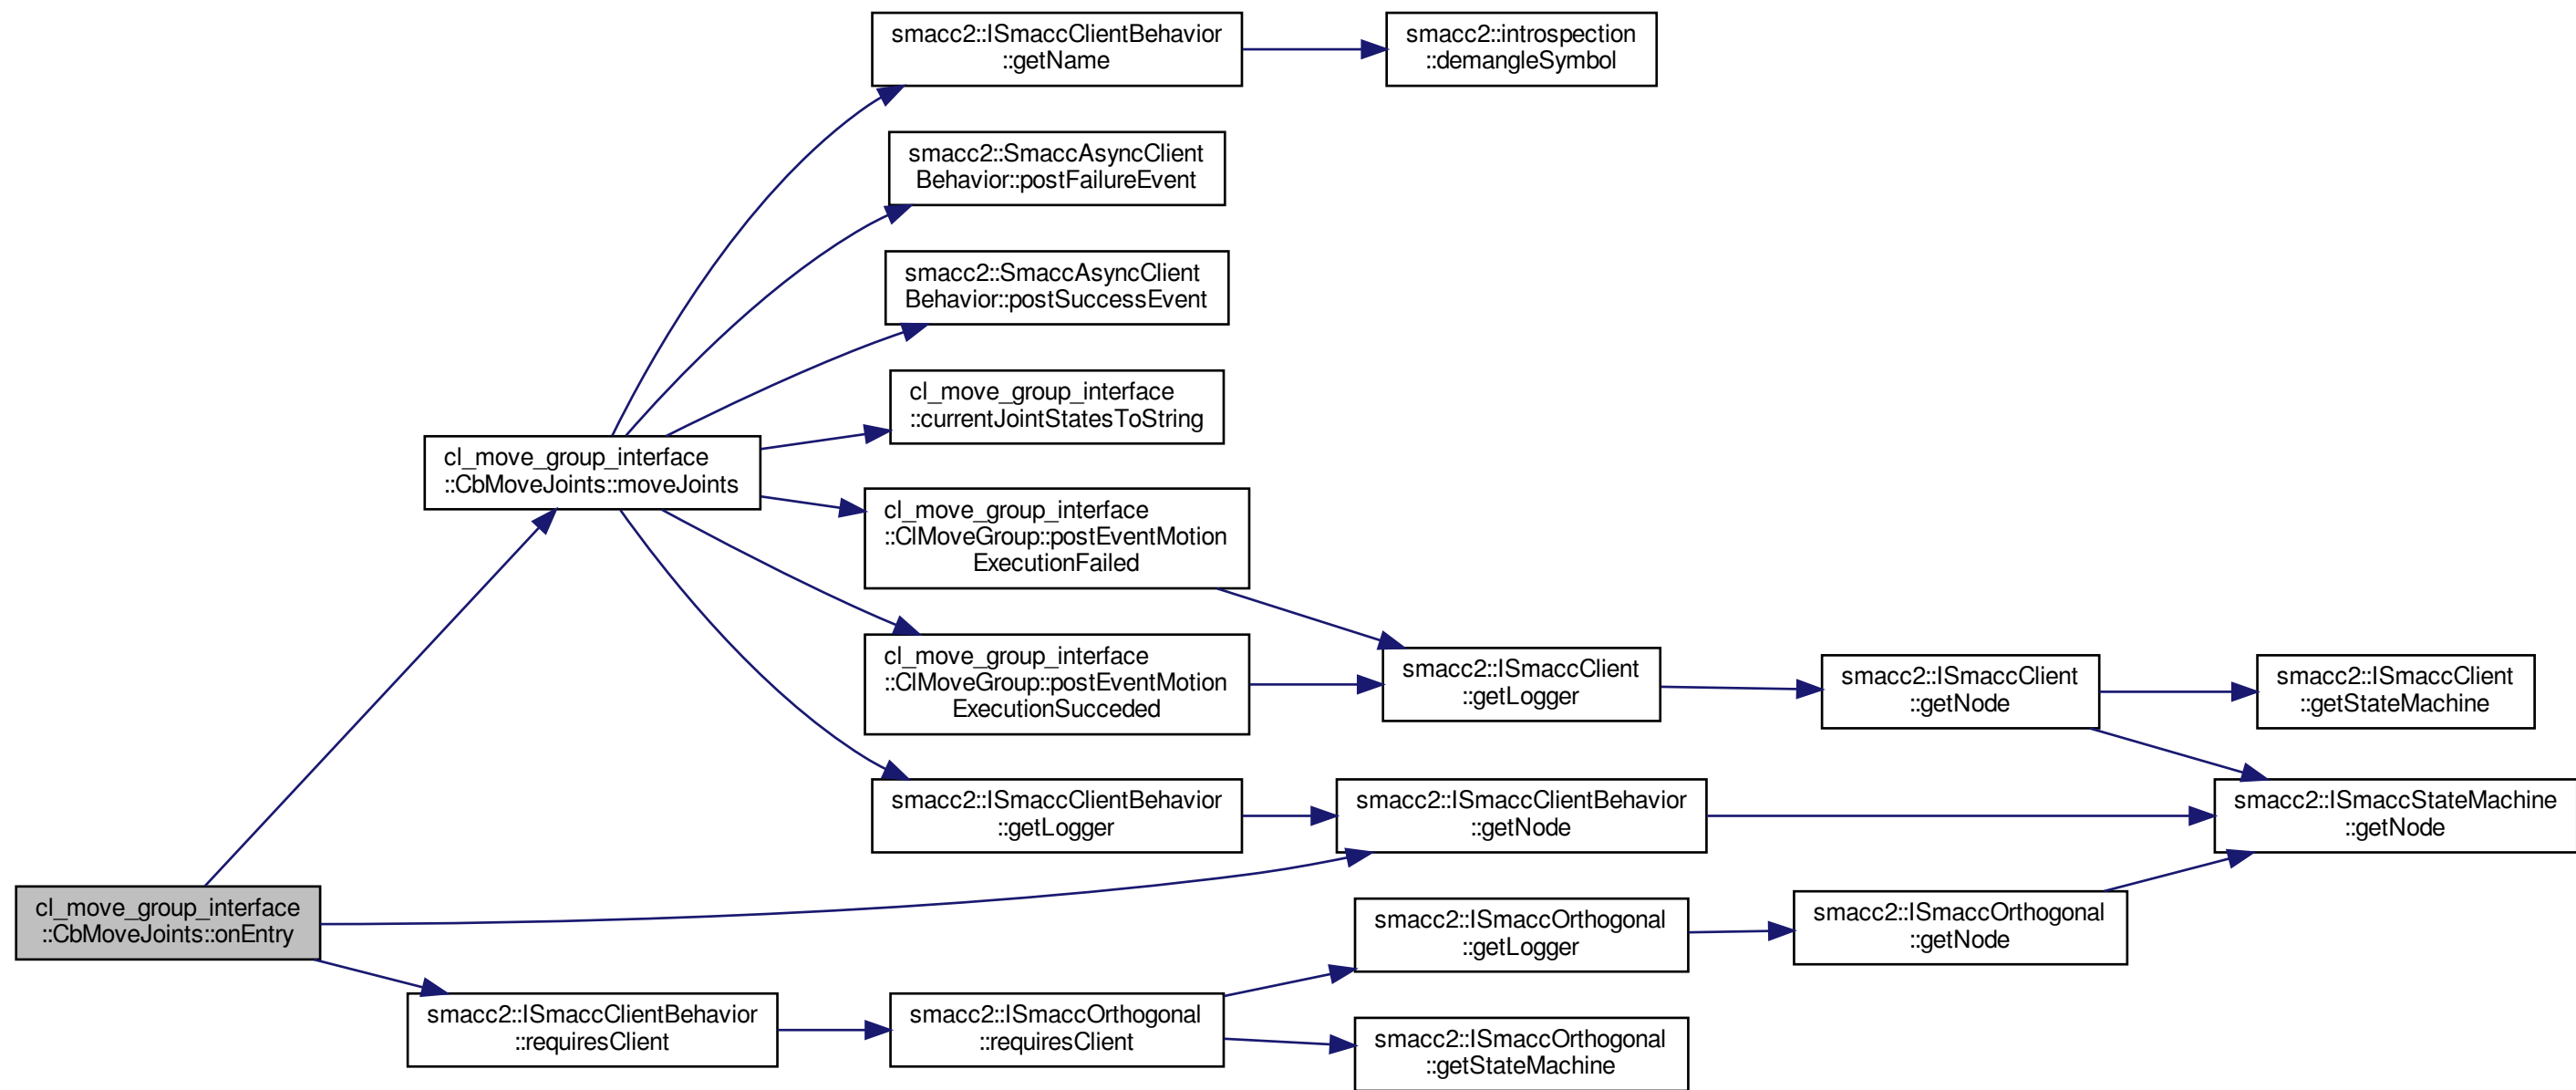 smacc2::ISmaccClientBehavior
::getName
smacc2::introspection
::demangleSymbol
smacc2::SmaccAsyncClient
Behavior::postFailureEvent
smacc2::SmaccAsyncClient
Behavior::postSuccessEvent
cl_move_group_interface
::currentJointStatesToString
cl_move_group_interface
::CbMoveJoints::moveJoints
cl_move_group_interface
::ClMoveGroup::postEventMotion
ExecutionFailed
cl_move_group_interface
::ClMoveGroup::postEventMotion
ExecutionSucceded
smacc2::ISmaccClient
::getLogger
smacc2::ISmaccClient
::getNode
smacc2::ISmaccClient
::getStateMachine
smacc2::ISmaccClientBehavior
::getLogger
smacc2::ISmaccClientBehavior
::getNode
smacc2::ISmaccStateMachine
::getNode
cl_move_group_interface
::CbMoveJoints::onEntry
smacc2::ISmaccOrthogonal
::getLogger
smacc2::ISmaccOrthogonal
::getNode
smacc2::ISmaccClientBehavior
::requiresClient
smacc2::ISmaccOrthogonal
::requiresClient
smacc2::ISmaccOrthogonal
::getStateMachine